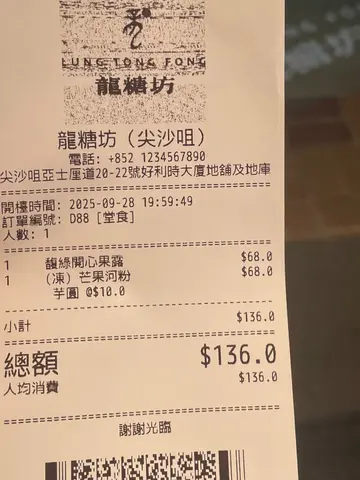 LUNG TONG FONG
龍糖坊
龍糖坊（尖沙咀）
電話: +852 1234567890
尖沙咀亞士厘道20-22號好利時大廈地舖及地庫
開檯時間: 2025-09-28 19:59:49
訂單編號: D88 [堂食]
人數: 1
1 馥綠開心果露 $68.0
1 （凍）芒果河粉 $68.0
芋圓 @$10.0
小計 $136.0
總額 $136.0
人均消費 $136.0
謝謝光臨